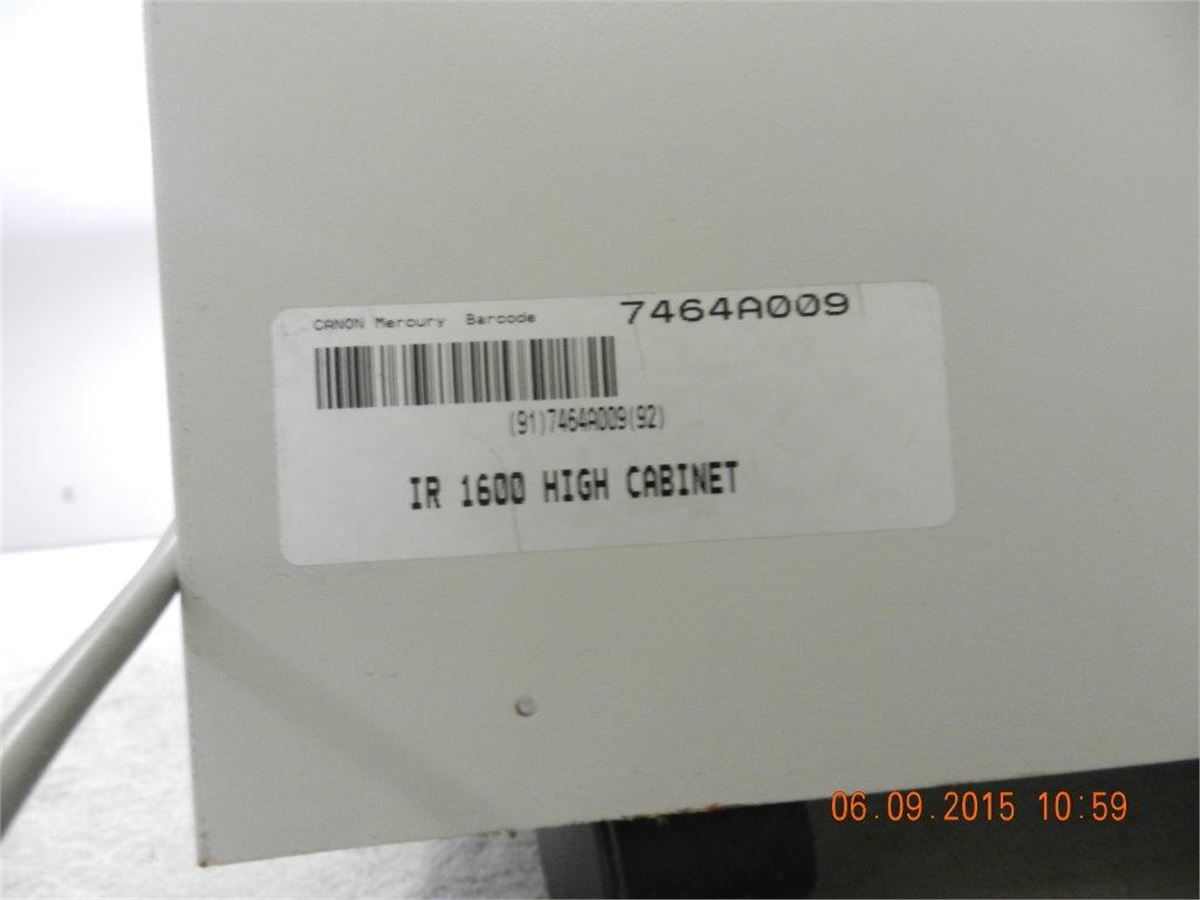 CANON Mercury Barcode 7464A009
(91)7464A009(92)
IR 1600 HIGH CABINET
06.09.2015 10:59